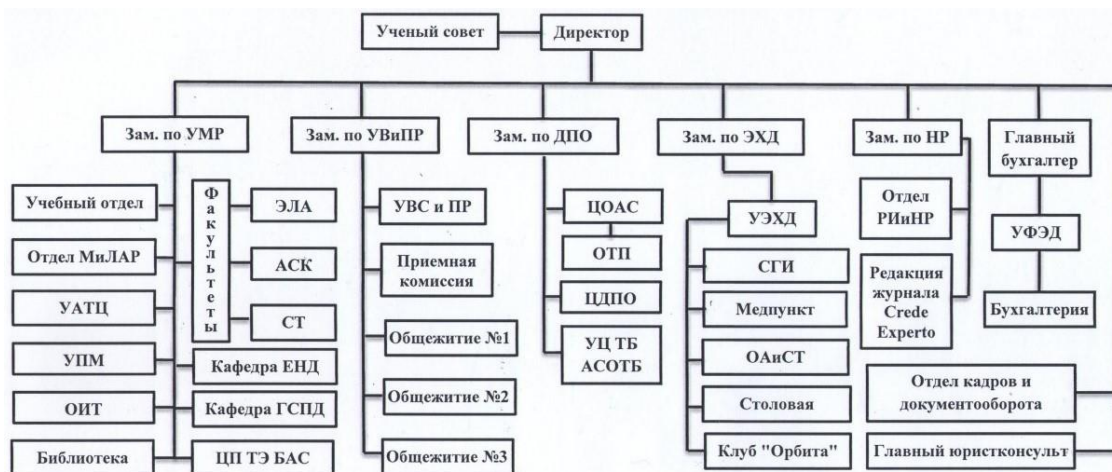 Ученый совет
Директор
Зам. по УМР
Зам. по УВиПР
Зам. по ДПО
Зам. по ЭХД
Зам. по НР
Главный
бухгалтер
Учебный отдел
Отдел МиЛАР
УАТЦ
УПМ
ОИТ
Библиотека
Факультеты
ЭЛА
АСК
СТ
Кафедра ЕНД
Кафедра ГСПД
ЦП ТЭ БАС
УВС и ПР
Приемная
комиссия
Общежитие №1
Общежитие №2
Общежитие №3
ЦОАС
ОТП
ЦДПО
УЦ ТБ
АСОТБ
УЭХД
СГИ
Медпункт
ОАиСТ
Столовая
Клуб "Орбита"
Отдел
РИиНР
Редакция
журнала
Crede
Experto
УФЭД
Бухгалтерия
Отдел кадров и
документооборота
Главный юристконсульт